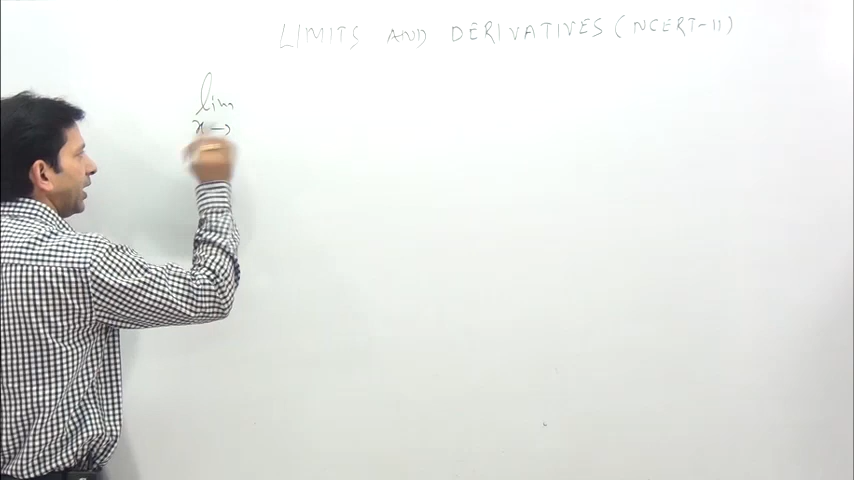 LIMITS AND DERIVATIVES (NCERT-11)
lim
x→